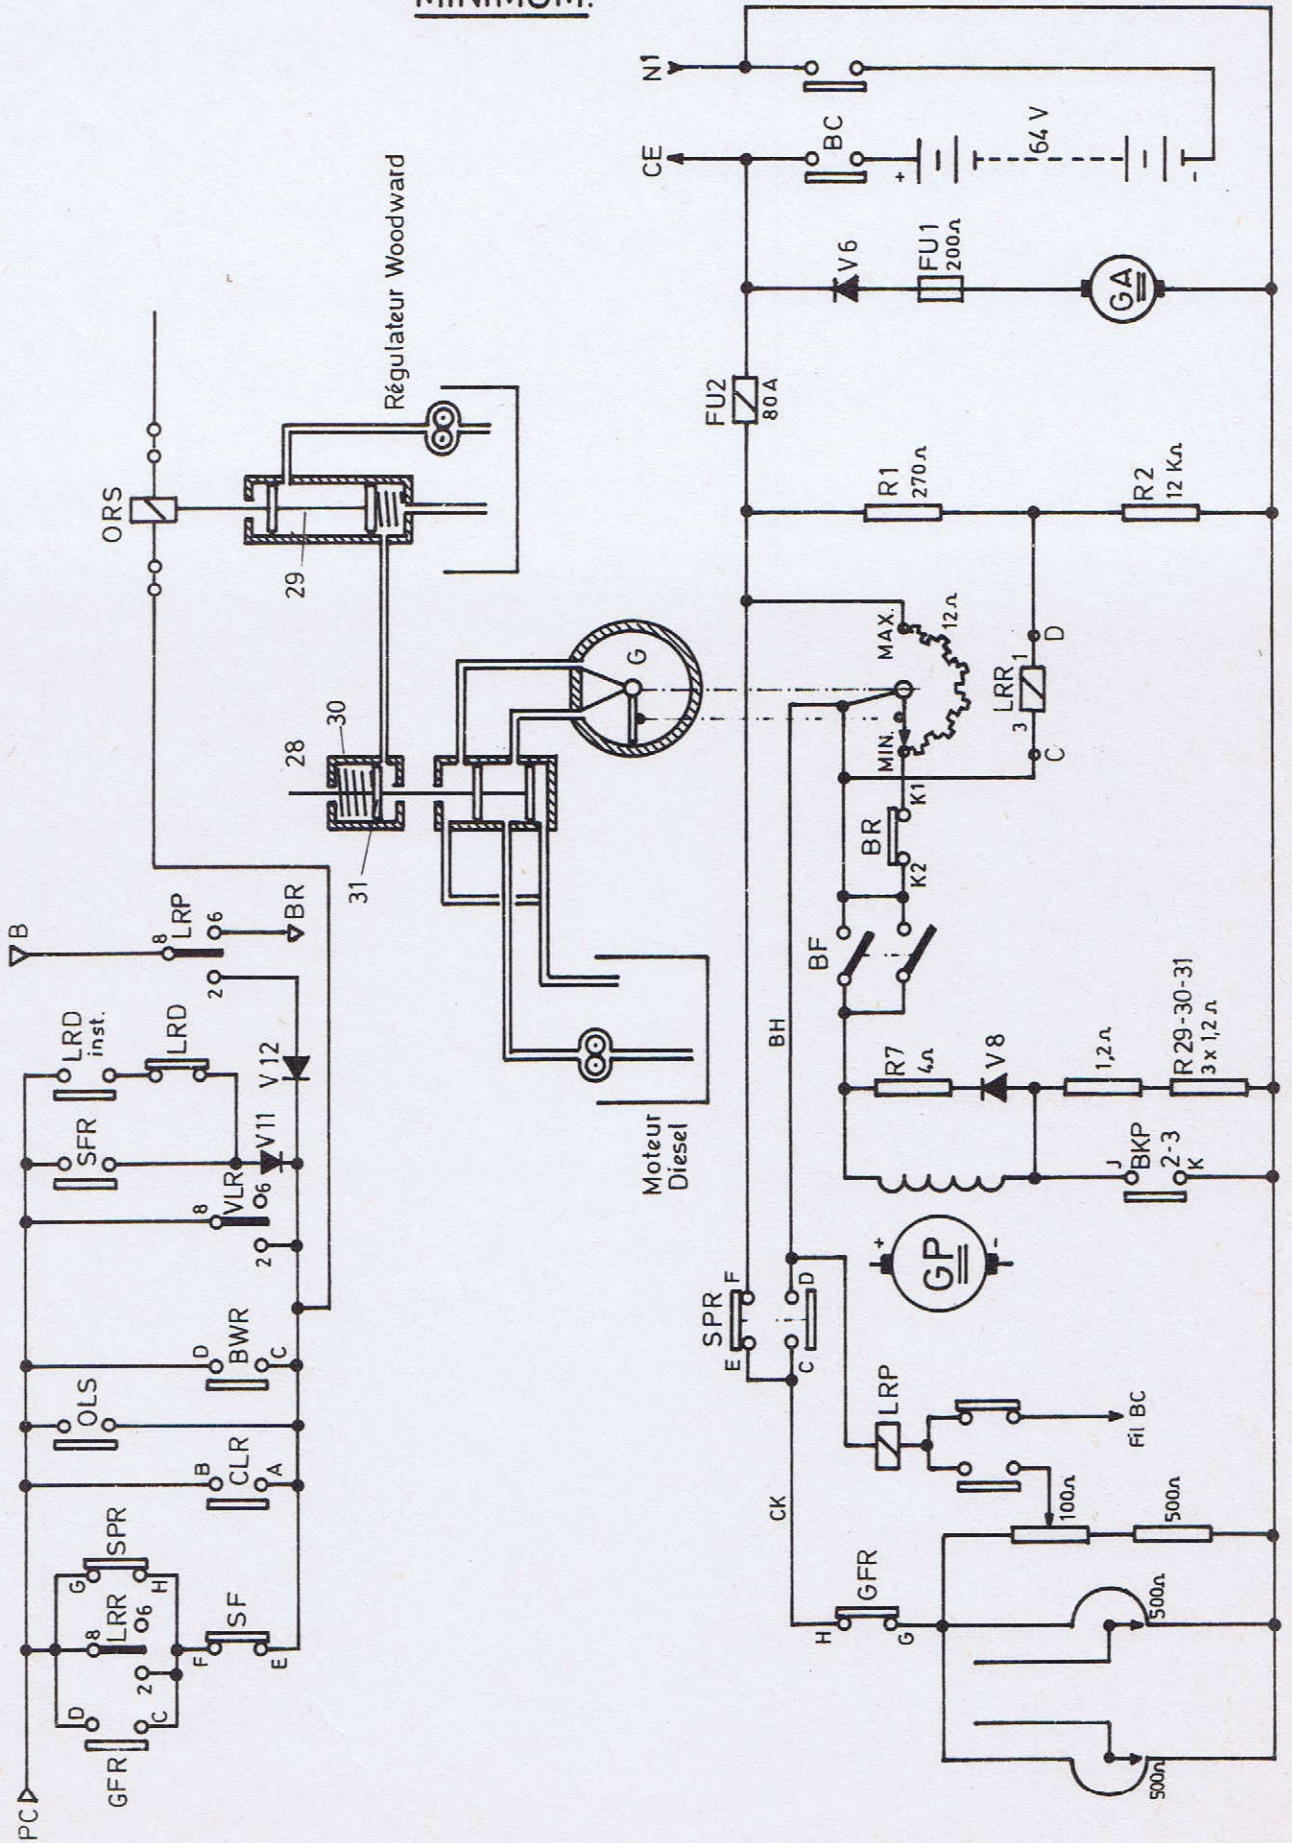 MINIMUM.
PC
GFR
D
C
8
LRR
6
2
G
SPR
H
F
SF
E
B
CLR
A
OLS
D
BWR
C
8
VLR
6
2
SFR
V11
LRD
inst.
LRD
V12
B
8
LRP
6
2
BR
ORS
29
Régulateur Woodward
28
30
31
G
Moteur
Diesel
N1
CE
BC
+
64 V
-
V6
FU1
200Ω
GA
FU2
80 A
R1
270Ω
R2
12 KΩ
MAX.
12Ω
MIN.
LRR
1
3
D
C
K1
BR
K2
BF
BH
R7
4Ω
V8
1,2Ω
R29-30-31
3 x 1,2 Ω
J
BKP
2-3
K
+
GP
-
SPR
F
E
D
C
LRP
Fil BC
100Ω
500Ω
CK
H
GFR
G
500Ω
500Ω